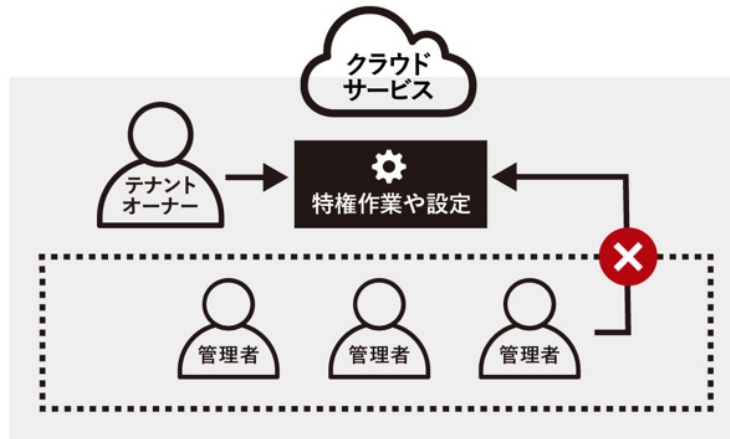 クラウド
サービス
テナント
オーナー
特権作業や設定
管理者
管理者
管理者